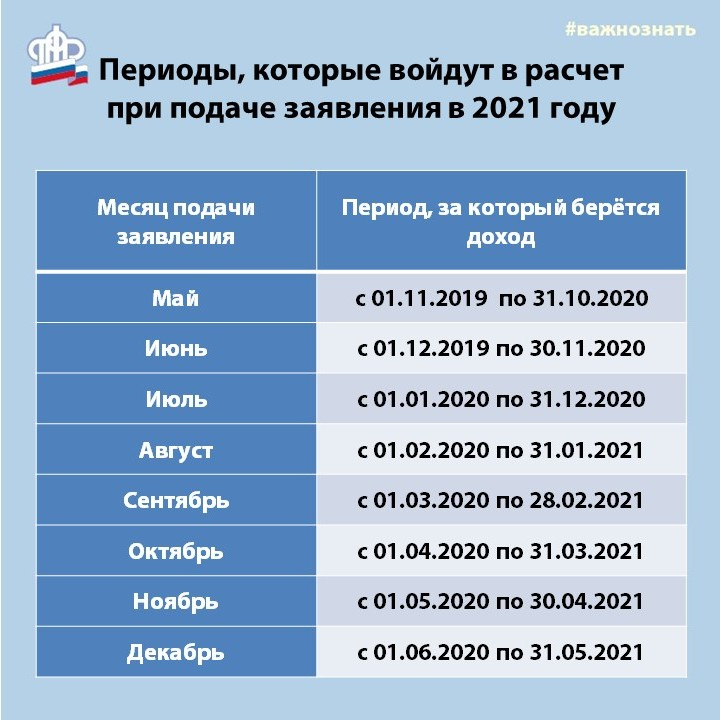 #важнознать
Периоды, которые войдут в расчет
при подаче заявления в 2021 году
Месяц подачи
заявления
Период, за который берётся
доход
Май
с 01.11.2019 по 31.10.2020
Июнь
с 01.12.2019 по 30.11.2020
Июль
с 01.01.2020 по 31.12.2020
Август
с 01.02.2020 по 31.01.2021
Сентябрь
с 01.03.2020 по 28.02.2021
Октябрь
с 01.04.2020 по 31.03.2021
Ноябрь
с 01.05.2020 по 30.04.2021
Декабрь
с 01.06.2020 по 31.05.2021